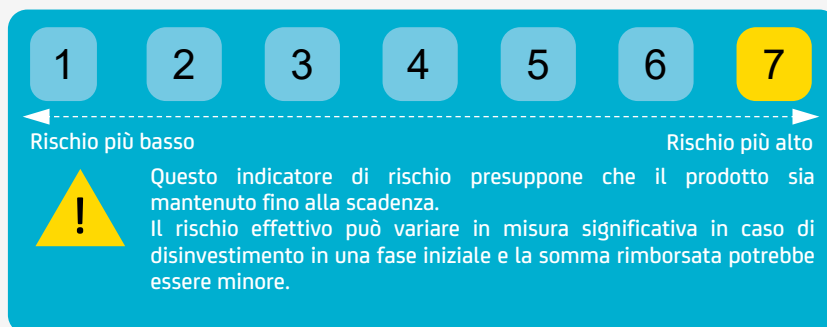 1 2 3 4 5 6 7
Rischio più basso Rischio più alto
!
Questo indicatore di rischio presuppone che il prodotto sia
mantenuto fino alla scadenza.
Il rischio effettivo può variare in misura significativa in caso di
disinvestimento in una fase iniziale e la somma rimborsata potrebbe
essere minore.